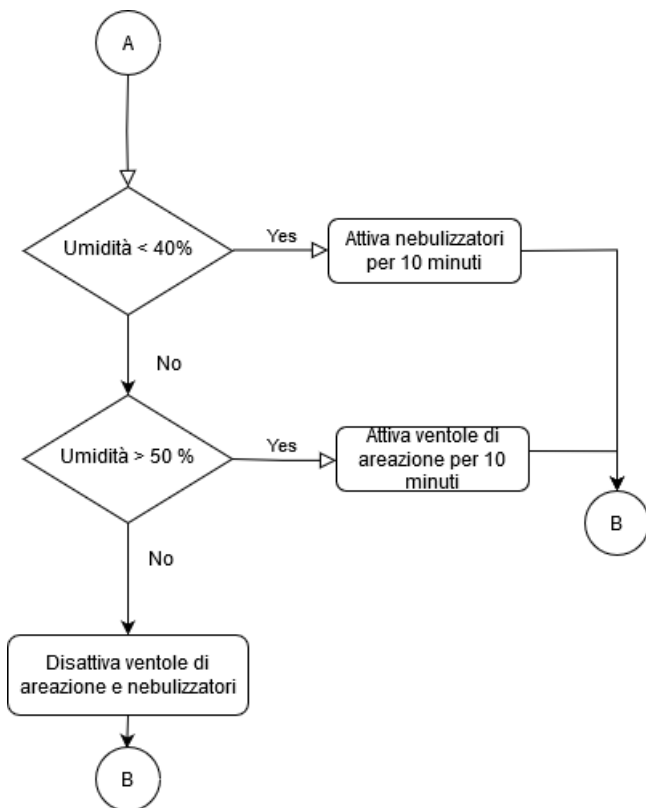 A
Umidità < 40%
Yes
Attiva nebulizzatori
per 10 minuti
No
Umidità > 50 %
Yes
Attiva ventole di
areazione per 10
minuti
B
No
Disattiva ventole di
areazione e nebulizzatori
B